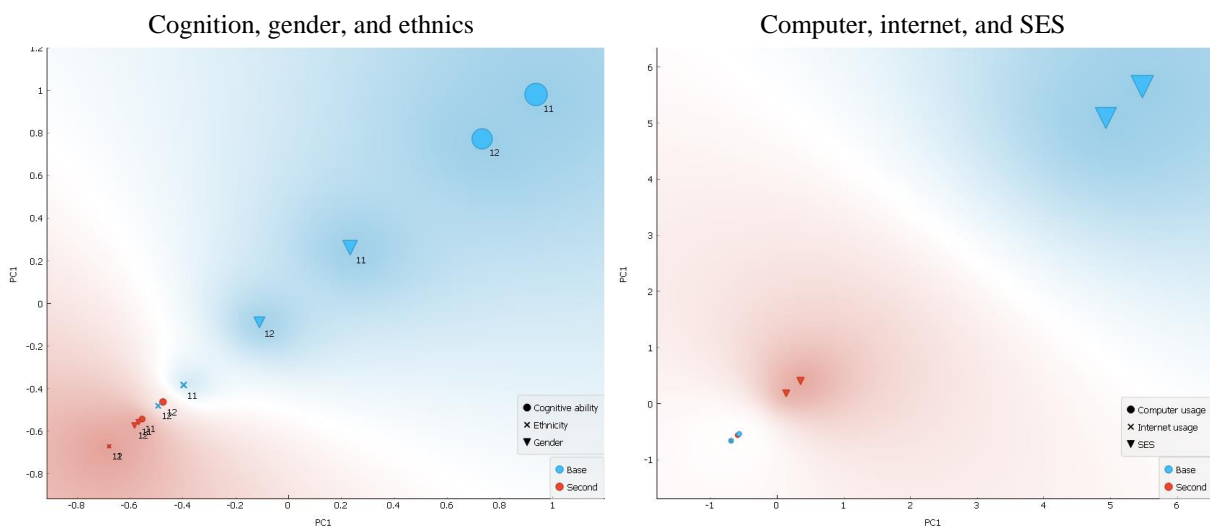 Cognition, gender, and ethnics
Computer, internet, and SES
1.2
1
0.8
0.6
0.4
0.2
0
-0.2
-0.4
-0.6
-0.8
PC1
-0.8
-0.6
-0.4
-0.2
0
0.2
0.4
0.6
0.8
1
PC1
11
12
11
12
11
12
12
11
12
Cognitive ability
Ethnicity
Gender
Base
Second
6
5
4
3
2
1
0
-1
PC1
-1
0
1
2
3
4
5
6
PC1
Computer usage
Internet usage
SES
Base
Second